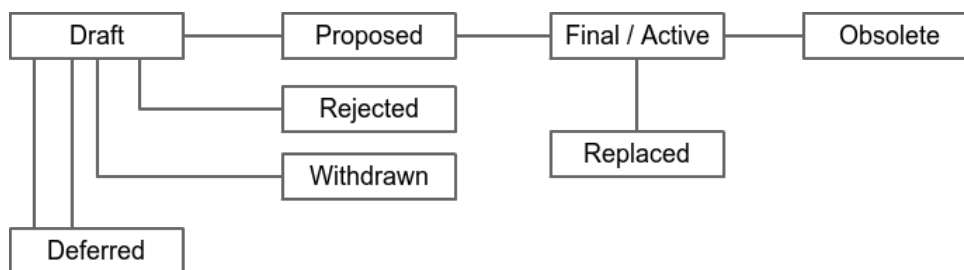 Draft
Proposed
Final / Active
Obsolete
Rejected
Replaced
Withdrawn
Deferred